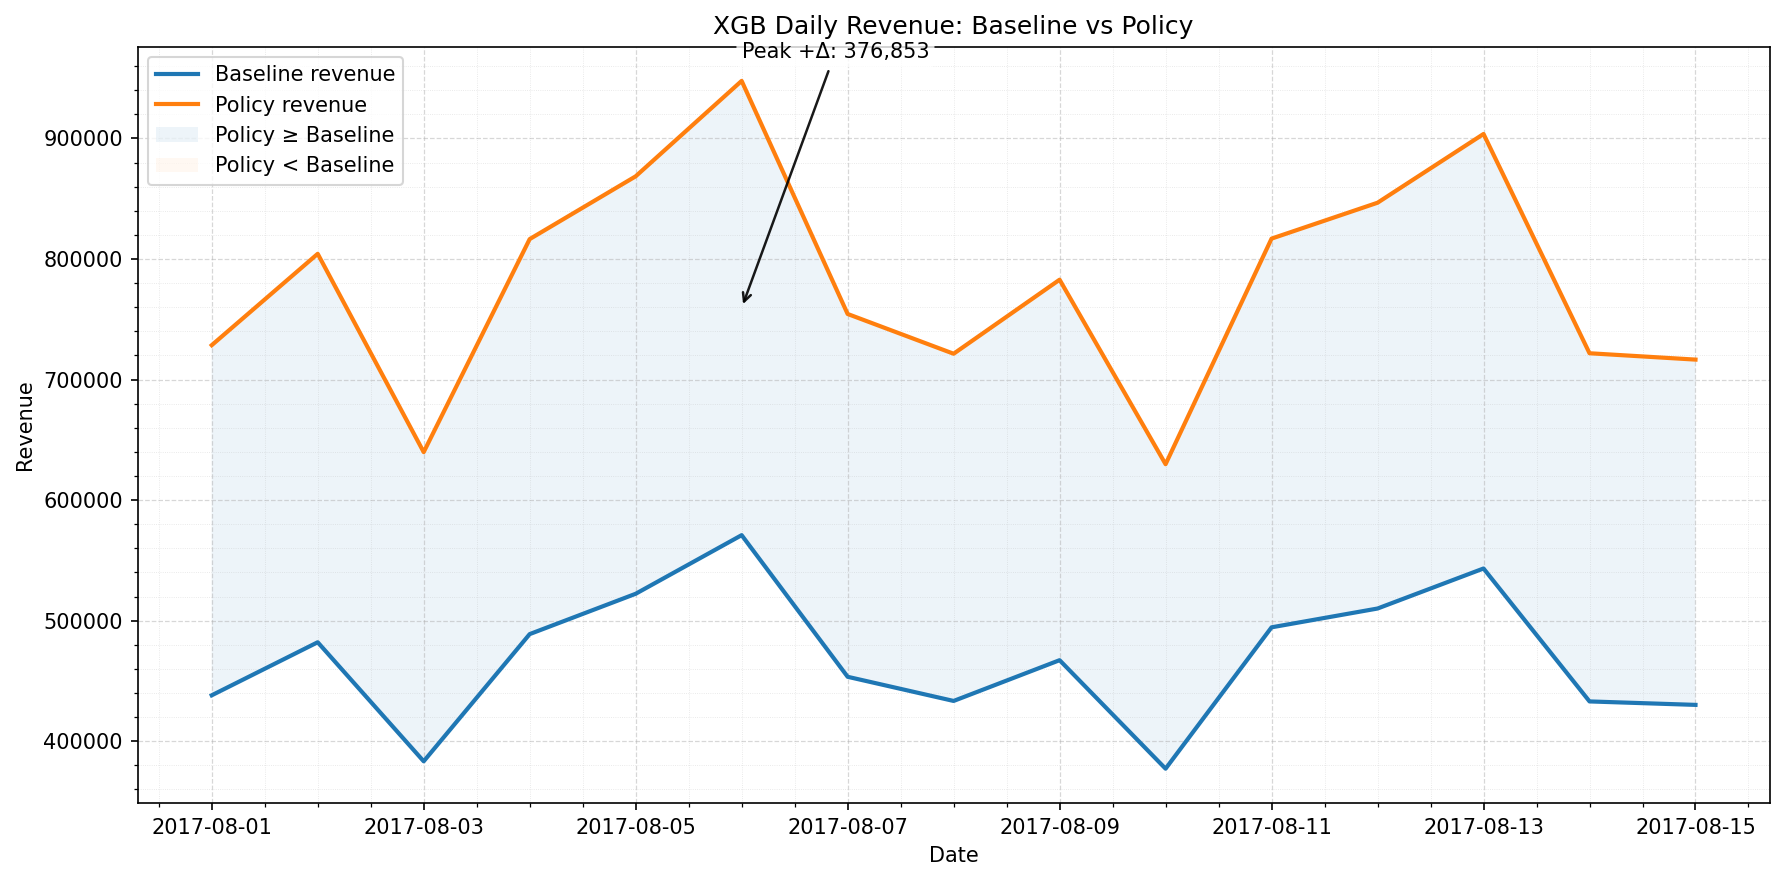 XGB Daily Revenue: Baseline vs Policy
Peak +Δ: 376,853
Baseline revenue
Policy revenue
Policy ≥ Baseline
Policy < Baseline
Revenue
900000
800000
700000
600000
500000
400000
2017-08-01 2017-08-03 2017-08-05 2017-08-07 2017-08-09 2017-08-11 2017-08-13 2017-08-15
Date